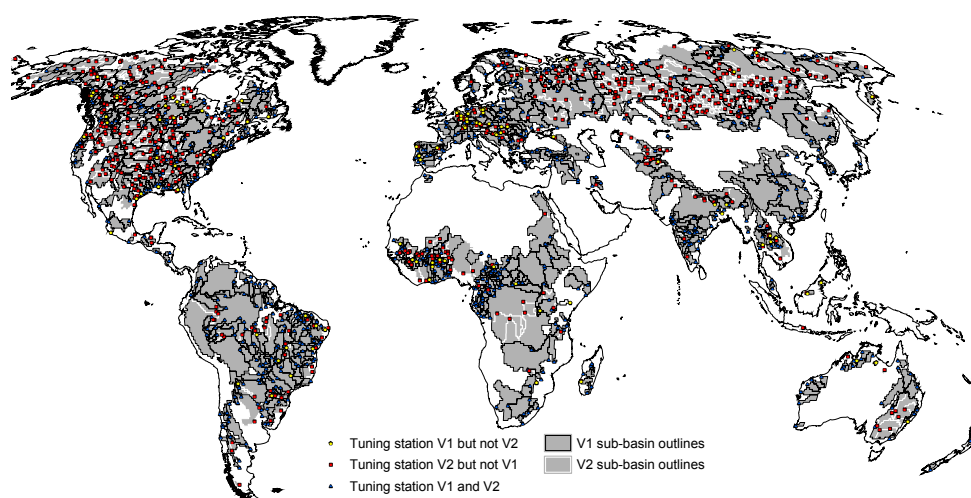 Tuning station V1 but not V2
Tuning station V2 but not V1
Tuning station V1 and V2
V1 sub-basin outlines
V2 sub-basin outlines